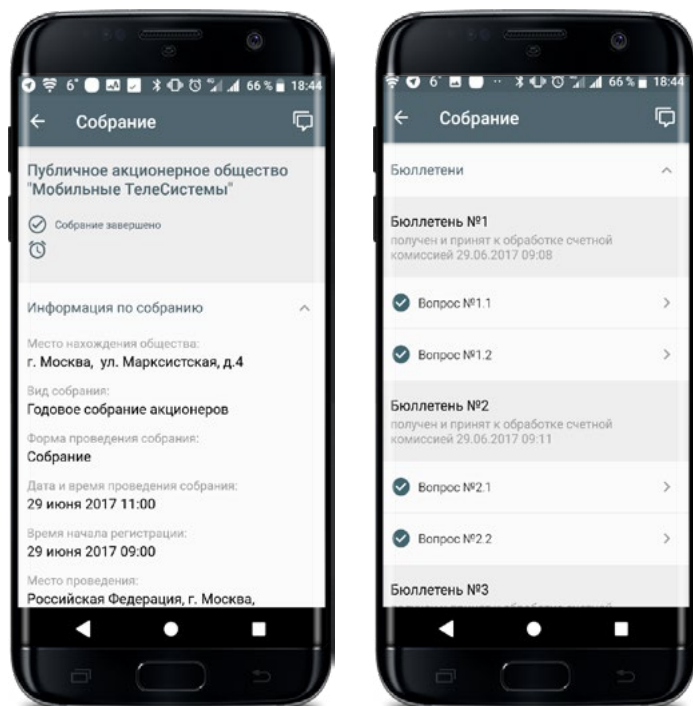 6° 66 % 18:44
Собрание
Публичное акционерное общество
"Мобильные ТелеСистемы"
Собрание завершено
Информация по собранию
Место нахождения общества:
г. Москва, ул. Марксистская, д.4
Вид собрания:
Годовое собрание акционеров
Форма проведения собрания:
Собрание
Дата и время проведения собрания:
29 июня 2017 11:00
Время начала регистрации:
29 июня 2017 09:00
Место проведения:
Российская Федерация, г. Москва,
6° 66 % 18:44
Собрание
Бюллетени
Бюллетень №1
получен и принят к обработке счетной
комиссией 29.06.2017 09:08
Вопрос №1.1
Вопрос №1.2
Бюллетень №2
получен и принят к обработке счетной
комиссией 29.06.2017 09:11
Вопрос №2.1
Вопрос №2.2
Бюллетень №3